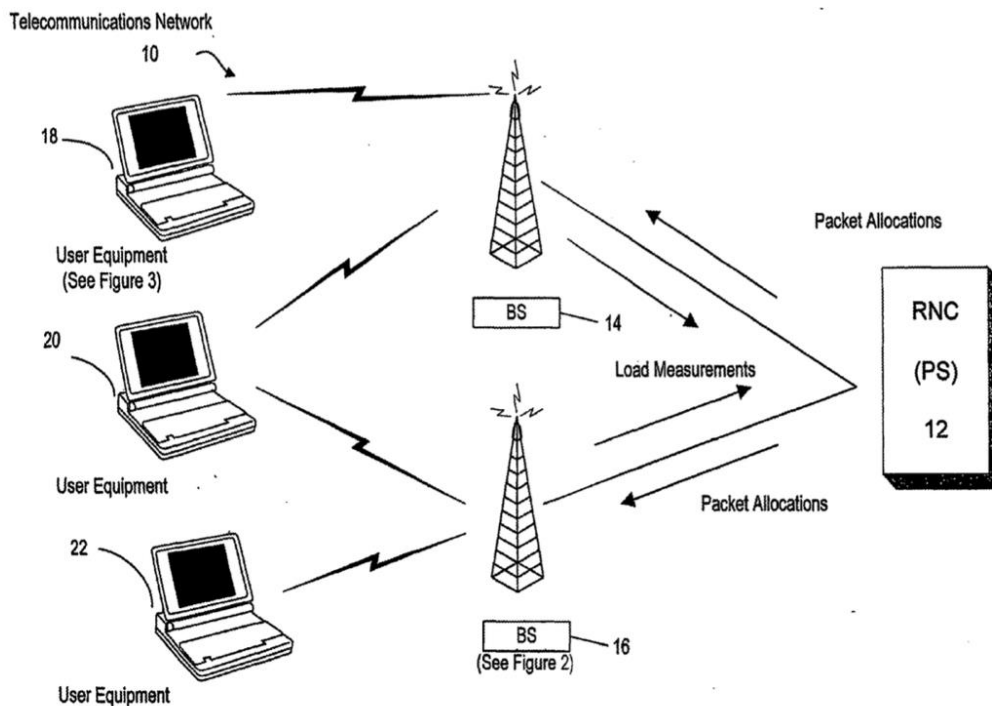 Telecommunications Network
10
18
User Equipment
(See Figure 3)
20
User Equipment
22
User Equipment
BS
14
BS
16
(See Figure 2)
Packet Allocations
Load Measurements
Packet Allocations
RNC
(PS)
12